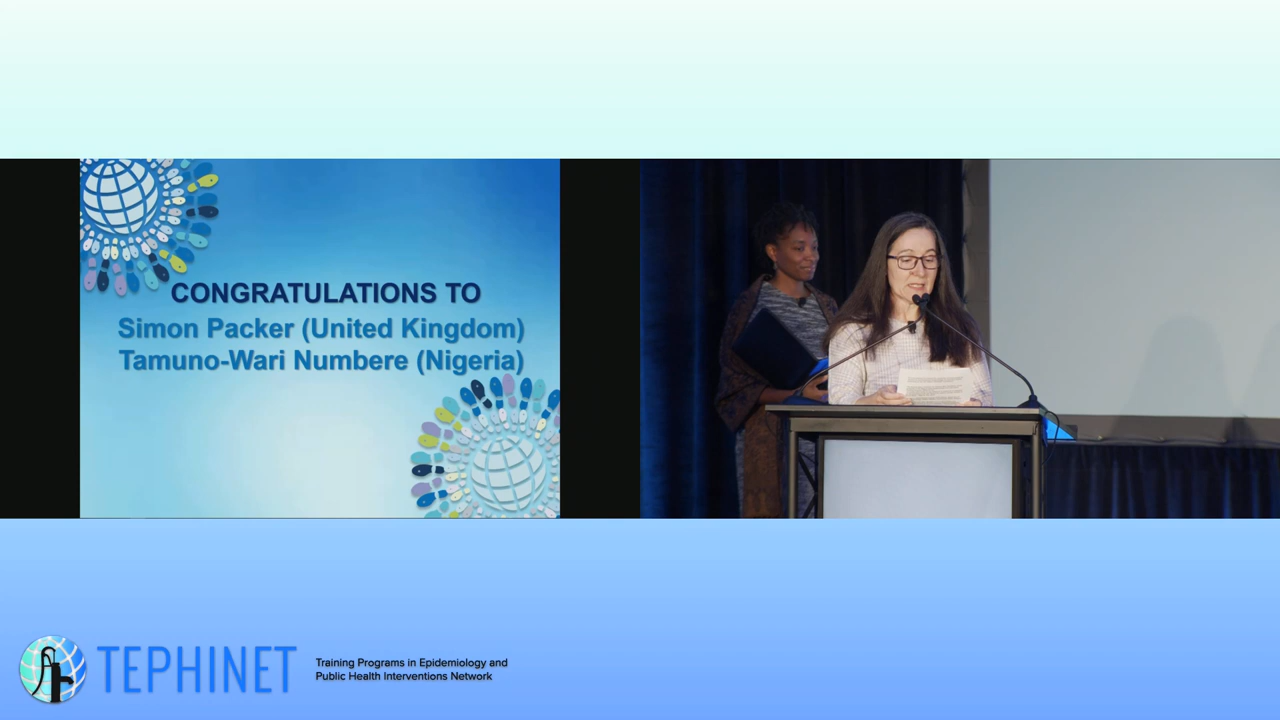 CONGRATULATIONS TO
Simon Packer (United Kingdom)
Tamuno-Wari Numbere (Nigeria)
TEPHINET
Training Programs in Epidemiology and
Public Health Interventions Network